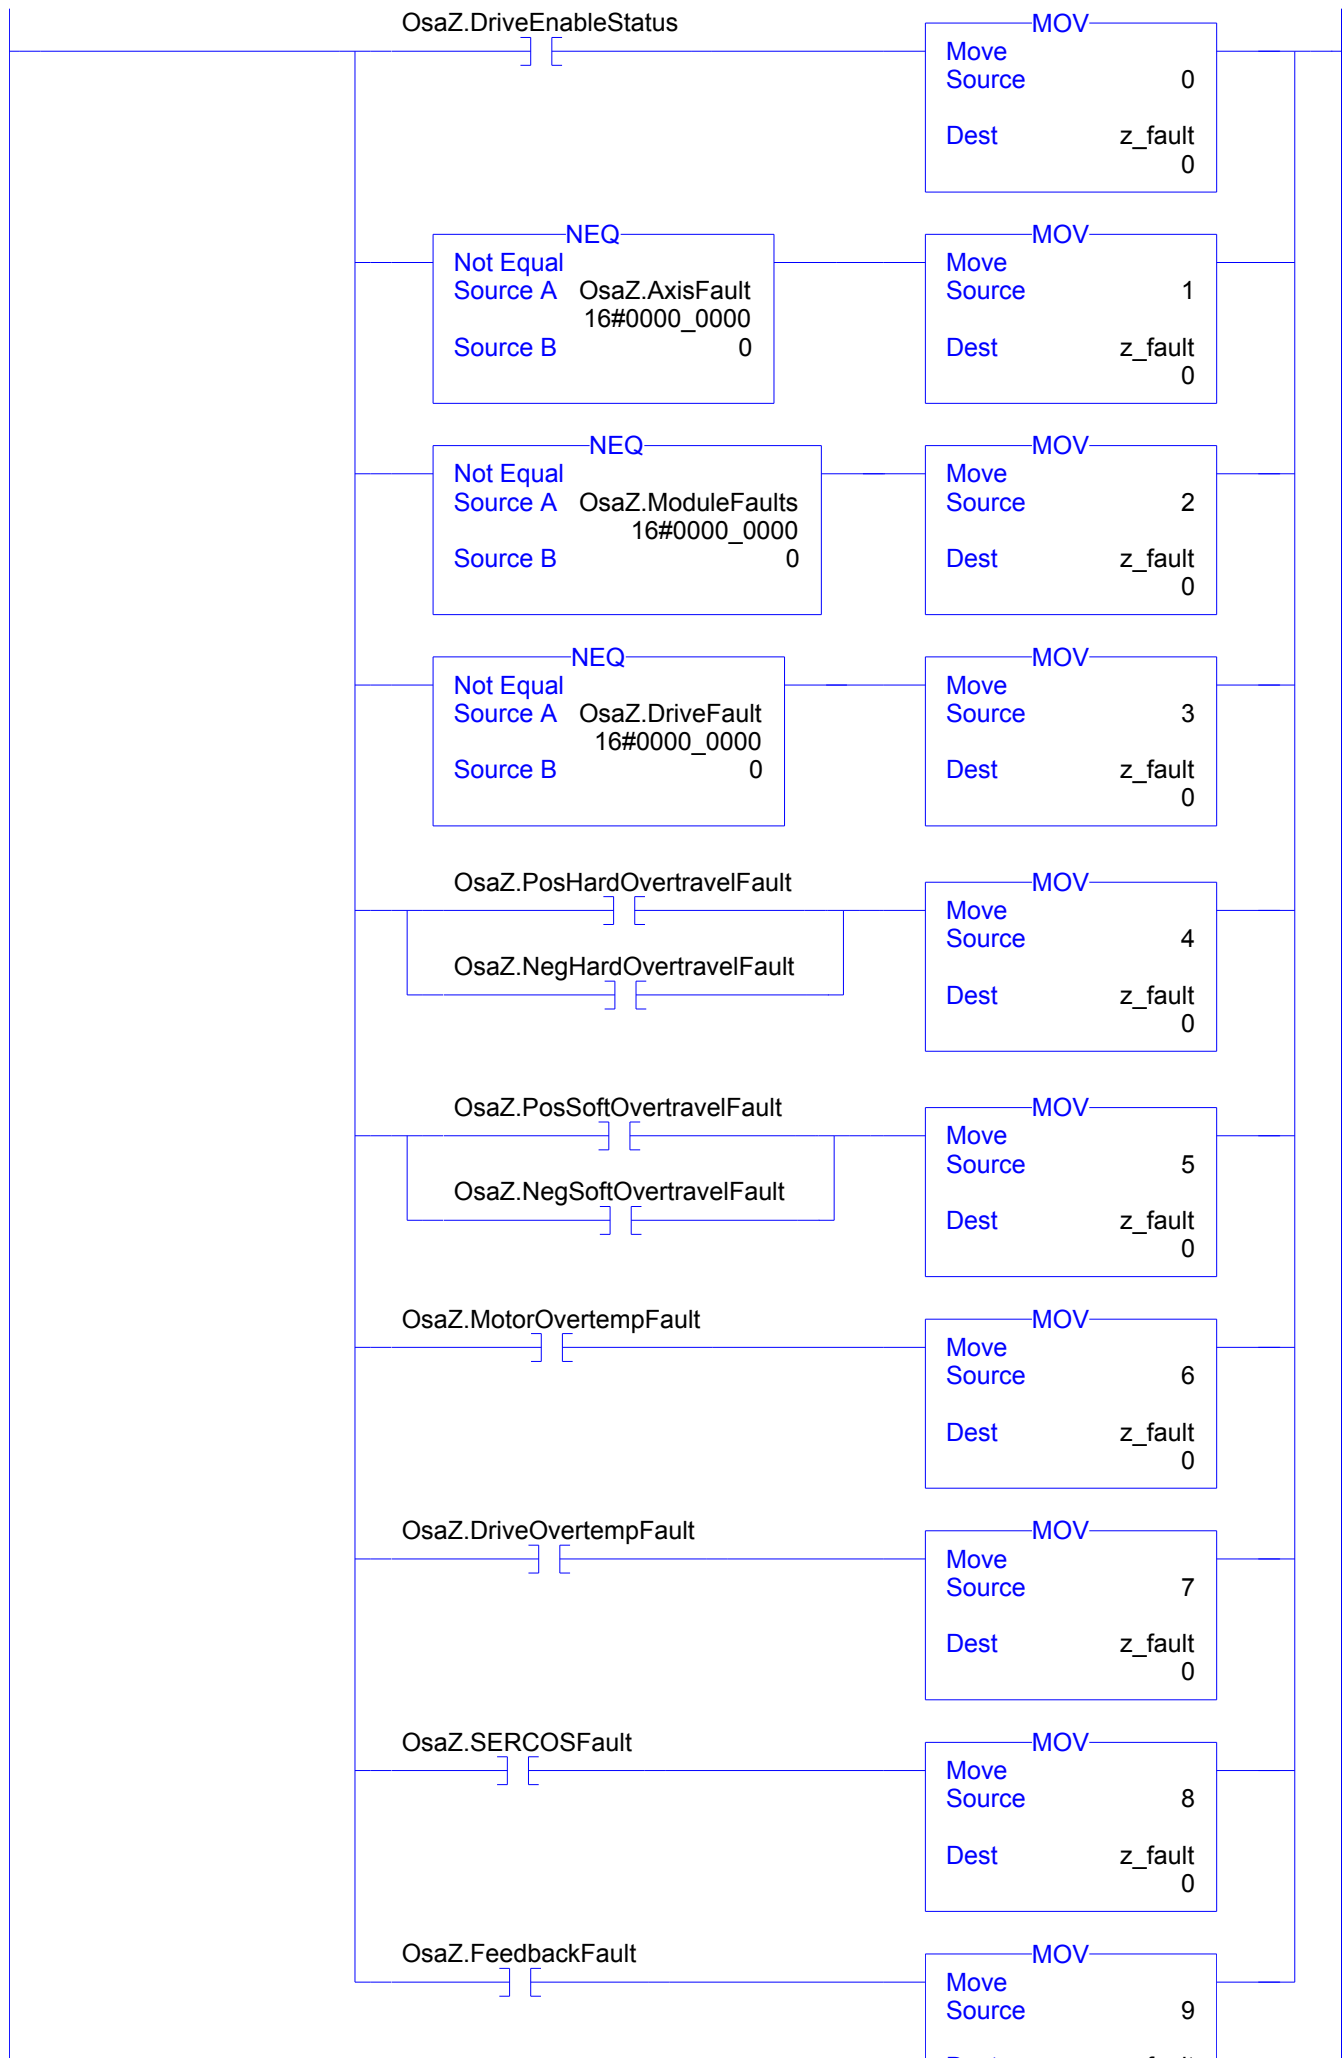 OsaZ.DriveEnableStatus
MOV
Move
Source 0
Dest z_fault
0
NEQ
Not Equal
Source A OsaZ.AxisFault
16#0000_0000
Source B 0
MOV
Move
Source 1
Dest z_fault
0
NEQ
Not Equal
Source A OsaZ.ModuleFaults
16#0000_0000
Source B 0
MOV
Move
Source 2
Dest z_fault
0
NEQ
Not Equal
Source A OsaZ.DriveFault
16#0000_0000
Source B 0
MOV
Move
Source 3
Dest z_fault
0
OsaZ.PosHardOvertravelFault
OsaZ.NegHardOvertravelFault
MOV
Move
Source 4
Dest z_fault
0
OsaZ.PosSoftOvertravelFault
OsaZ.NegSoftOvertravelFault
MOV
Move
Source 5
Dest z_fault
0
OsaZ.MotorOvertempFault
MOV
Move
Source 6
Dest z_fault
0
OsaZ.DriveOvertempFault
MOV
Move
Source 7
Dest z_fault
0
OsaZ.SERCOSFault
MOV
Move
Source 8
Dest z_fault
0
OsaZ.FeedbackFault
MOV
Move
Source 9